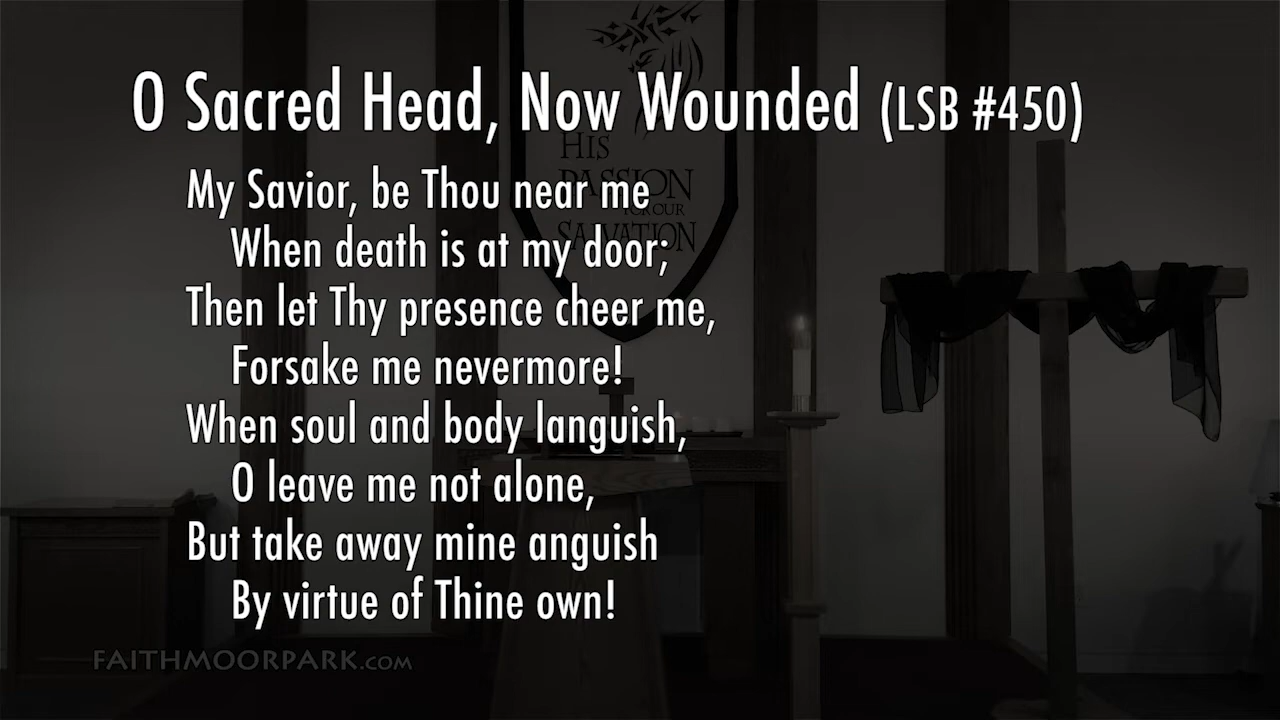 O Sacred Head, Now Wounded (LSB #450)
My Savior, be Thou near me
When death is at my door;
Then let Thy presence cheer me,
Forsake me nevermore!
When soul and body languish,
O leave me not alone,
But take away mine anguish
By virtue of Thine own!
HIS
PASSION
FOR OUR
SALVATION
FAITHMOORPARK.COM